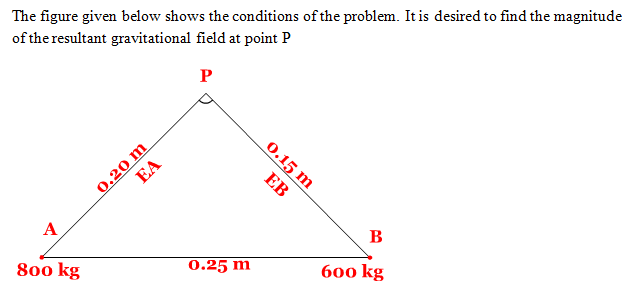 The figure given below shows the conditions of the problem. It is desired to find the magnitude
of the resultant gravitational field at point P
P
0.20 m
EA
0.15 m
EB
A
B
800 kg
0.25 m
600 kg